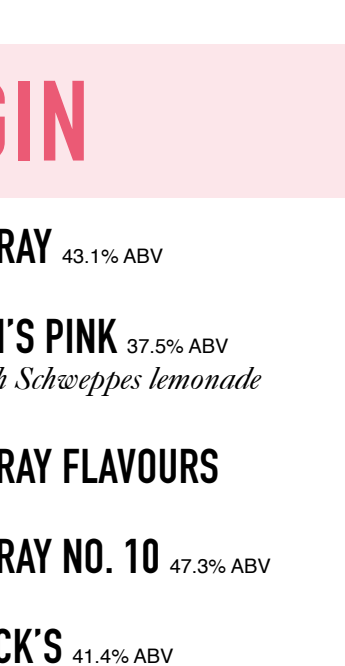 GIN
RAY 43.1% ABV
'S PINK 37.5% ABV
h Schweppes lemonade
RAY FLAVOURS
RAY NO. 10 47.3% ABV
CK'S 41.4% ABV